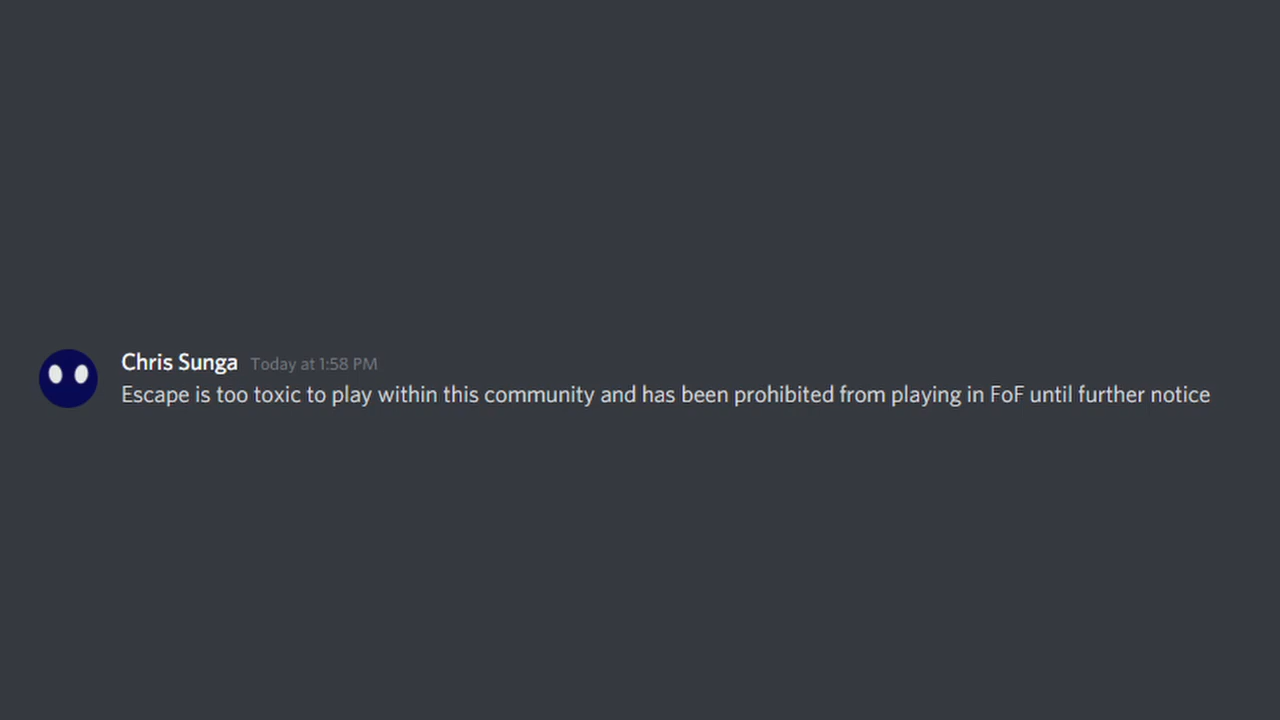 Chris Sunga Today at 1:58 PM
Escape is too toxic to play within this community and has been prohibited from playing in FoF until further notice